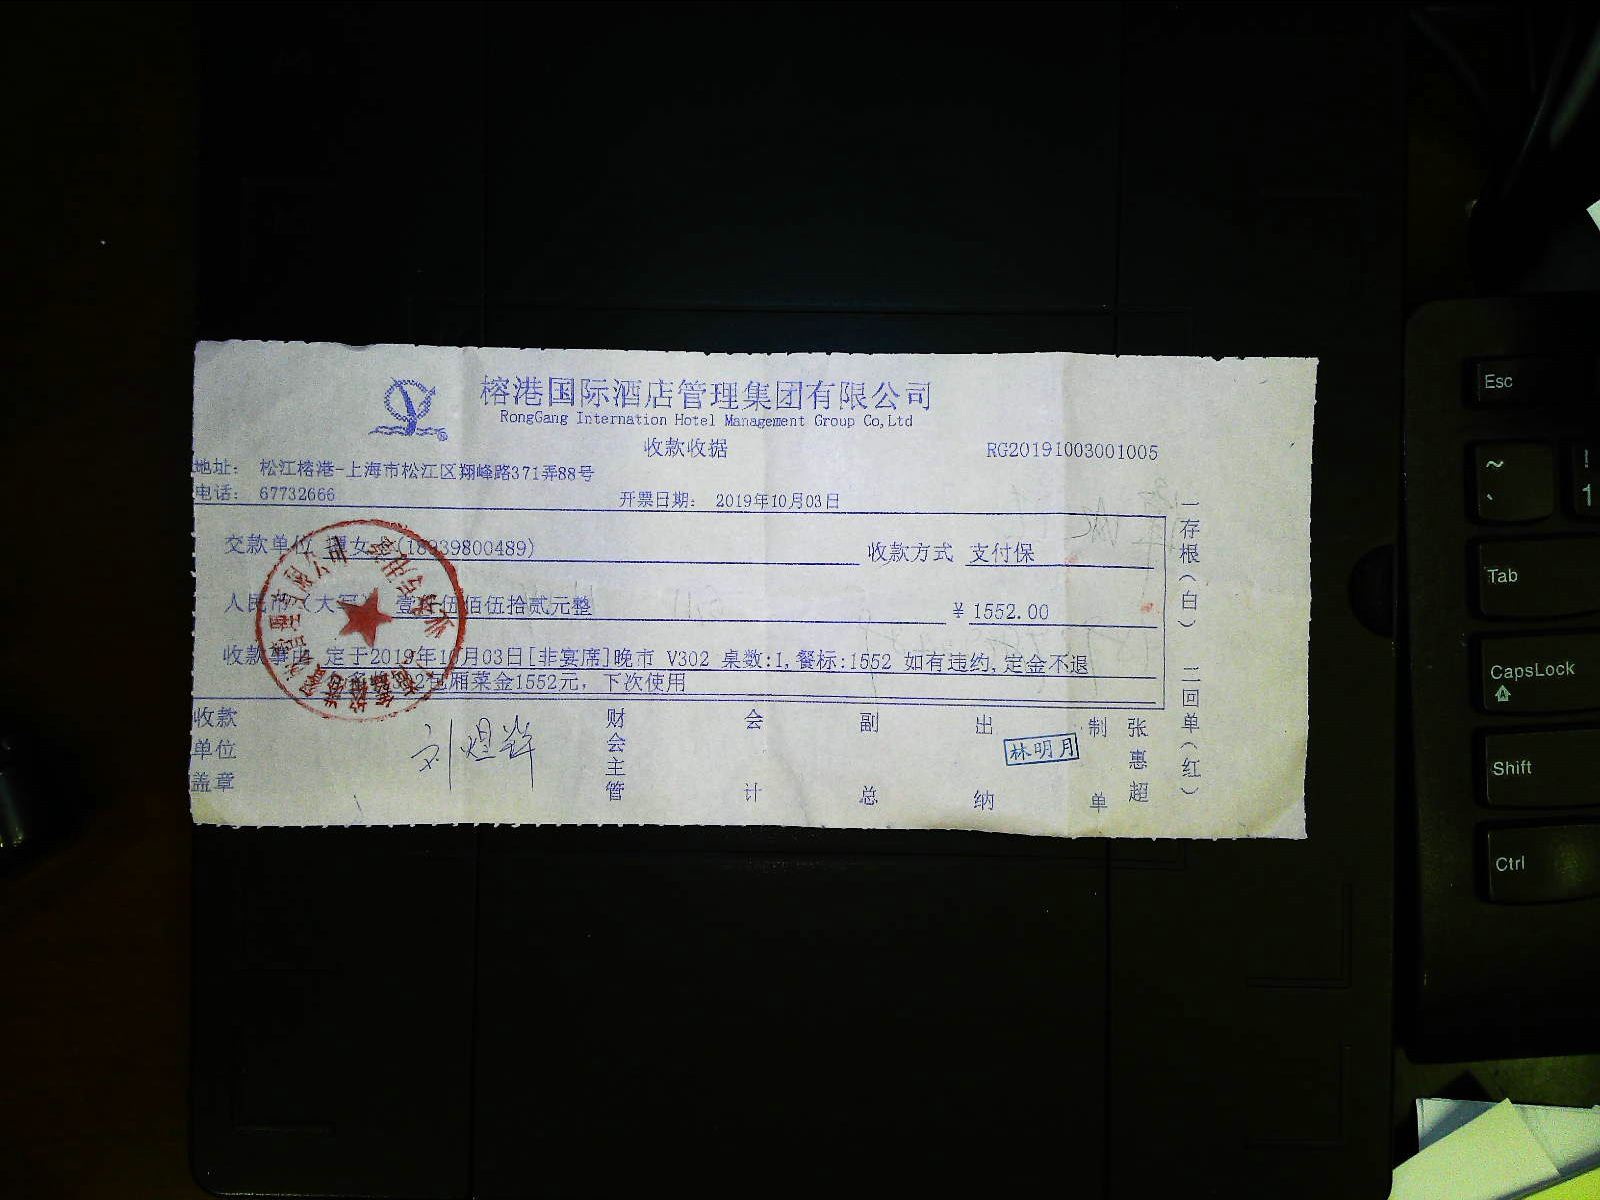 榕港国际酒店管理集团有限公司
RongGang Internation Hotel Management Group Co,Ltd
收款收据
RG20191003001005
地址： 松江榕港-上海市松江区翔峰路371弄88号
电话： 67732666
开票日期： 2019年10月03日
交款单位 女 (18939800489)
收款方式 支付保
人民币（大写） 壹仟伍佰伍拾贰元整
¥ 1552.00
收款事由 定于2019年10月03日[非宴席]晚市 V302 桌数:1,餐标:1552 如有违约,定金不退
2包厢菜金1552元，下次使用
收款单位盖章
刘煜辉
财会主管
会计
副总
出纳
林明月
制单
张惠超
一存根（白） 二回单（红）
Esc
~
`
!
1
Tab
CapsLock
Shift
Ctrl